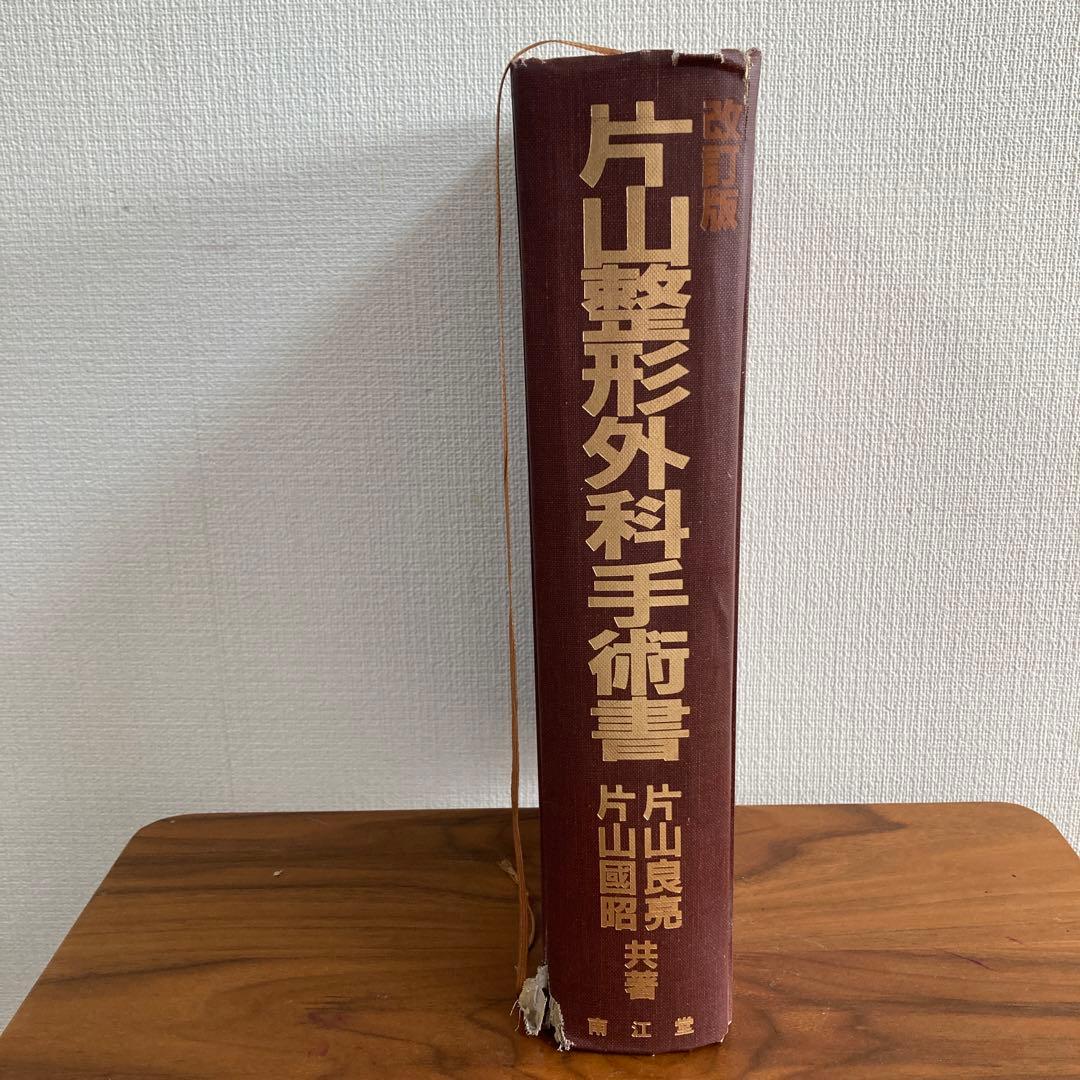 改訂版
片山整形外科手術書
片山良亮
片山國昭
共著
南江堂